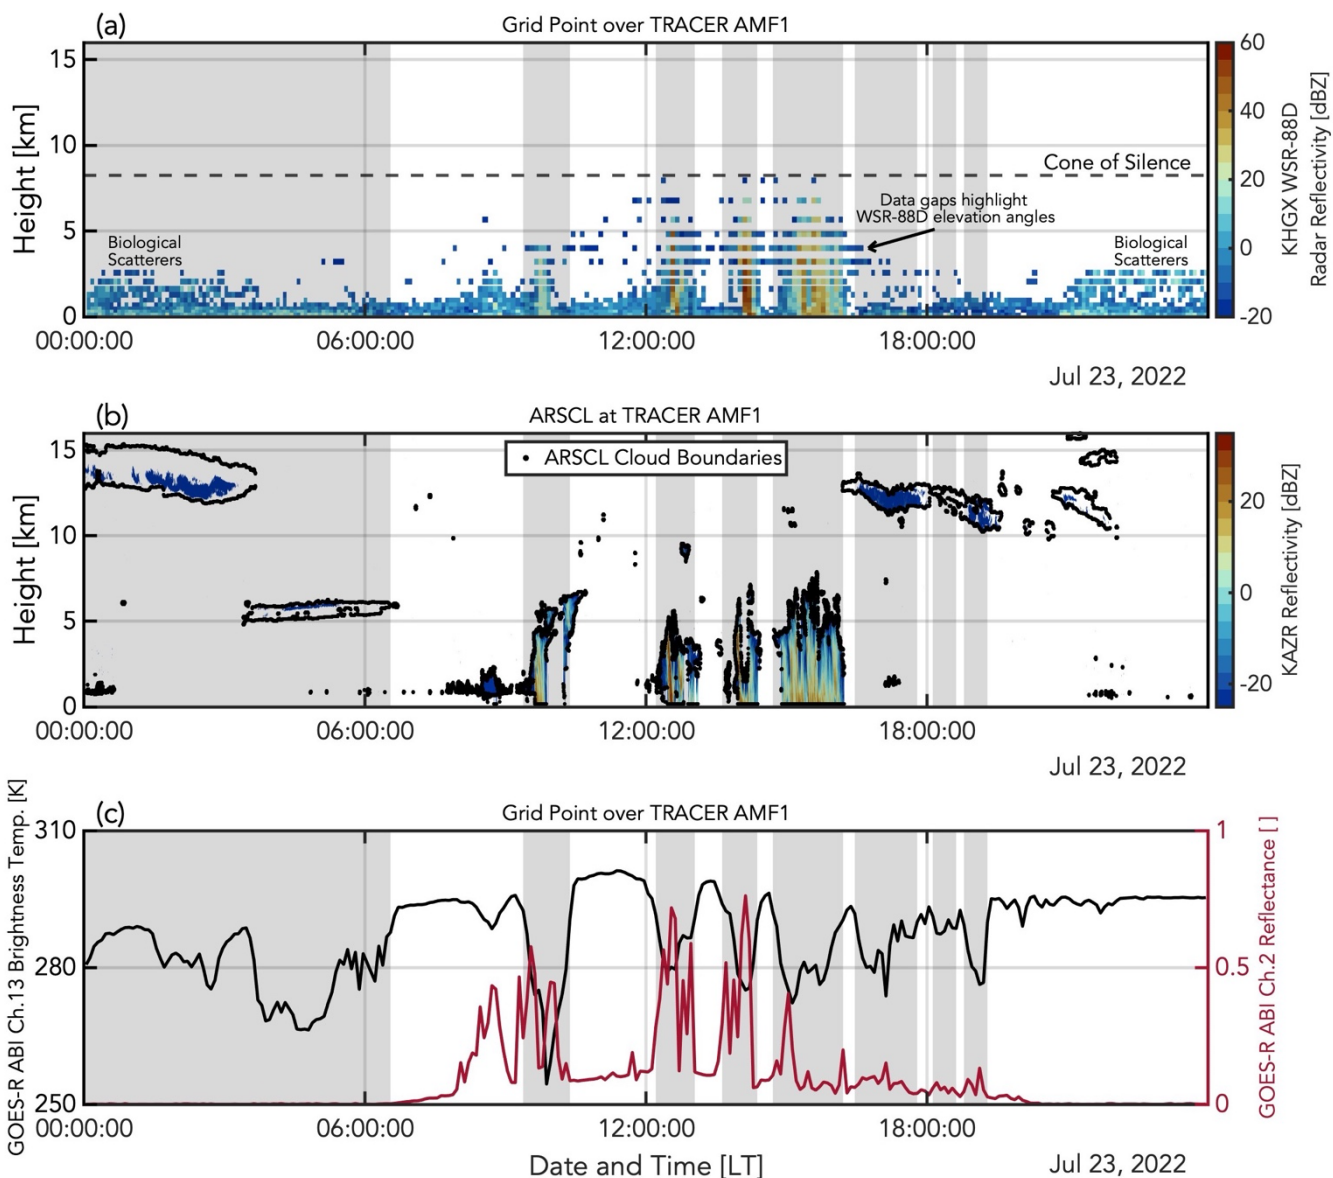 (a)
Grid Point over TRACER AMF1
Height [km]
15
10
5
0
Cone of Silence
Data gaps highlight
WSR-88D elevation angles
Biological
Scatterers
Biological
Scatterers
60
40
20
0
-20
KHGX WSR-88D
Radar Reflectivity [dBZ]
00:00:00
06:00:00
12:00:00
18:00:00
Jul 23, 2022
(b)
ARSCL at TRACER AMF1
ARSCL Cloud Boundaries
Height [km]
15
10
5
0
20
0
-20
KAZR Reflectivity [dBZ]
00:00:00
06:00:00
12:00:00
18:00:00
Jul 23, 2022
(c)
Grid Point over TRACER AMF1
GOES-R ABI Ch.13 Brightness Temp. [K]
310
280
250
1
0.5
0
GOES-R ABI Ch.2 Reflectance [ ]
00:00:00
06:00:00
12:00:00
18:00:00
Date and Time [LT]
Jul 23, 2022